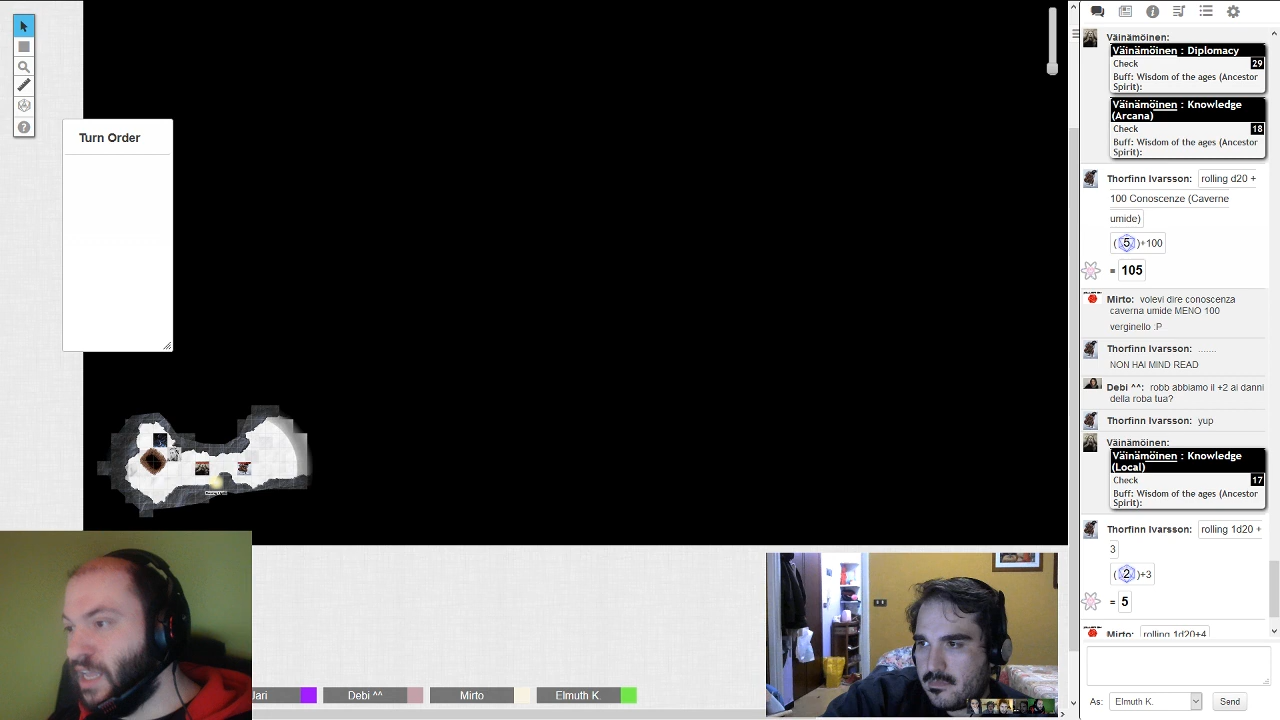 Turn Order
Jari
Debi ^^
Mirto
Elmuth K.
Väinämöinen:
Väinämöinen : Diplomacy
Check 29
Buff: Wisdom of the ages (Ancestor
Spirit):
Väinämöinen : Knowledge
(Arcana)
Check 18
Buff: Wisdom of the ages (Ancestor
Spirit):
Thorfinn Ivarsson: rolling d20 +
100 Conoscenze (Caverne
umide)
(5)+100
= 105
Mirto: volevi dire conoscenza
caverna umide MENO 100
verginello :P
Thorfinn Ivarsson: .......
NON HAI MIND READ
Debi ^^: robb abbiamo il +2 ai danni
della roba tua?
Thorfinn Ivarsson: yup
Väinämöinen:
Väinämöinen : Knowledge
(Local)
Check 17
Buff: Wisdom of the ages (Ancestor
Spirit):
Thorfinn Ivarsson: rolling 1d20 +
3
(2)+3
= 5
Mirto: rolling 1d20+4
As: Elmuth K. Send